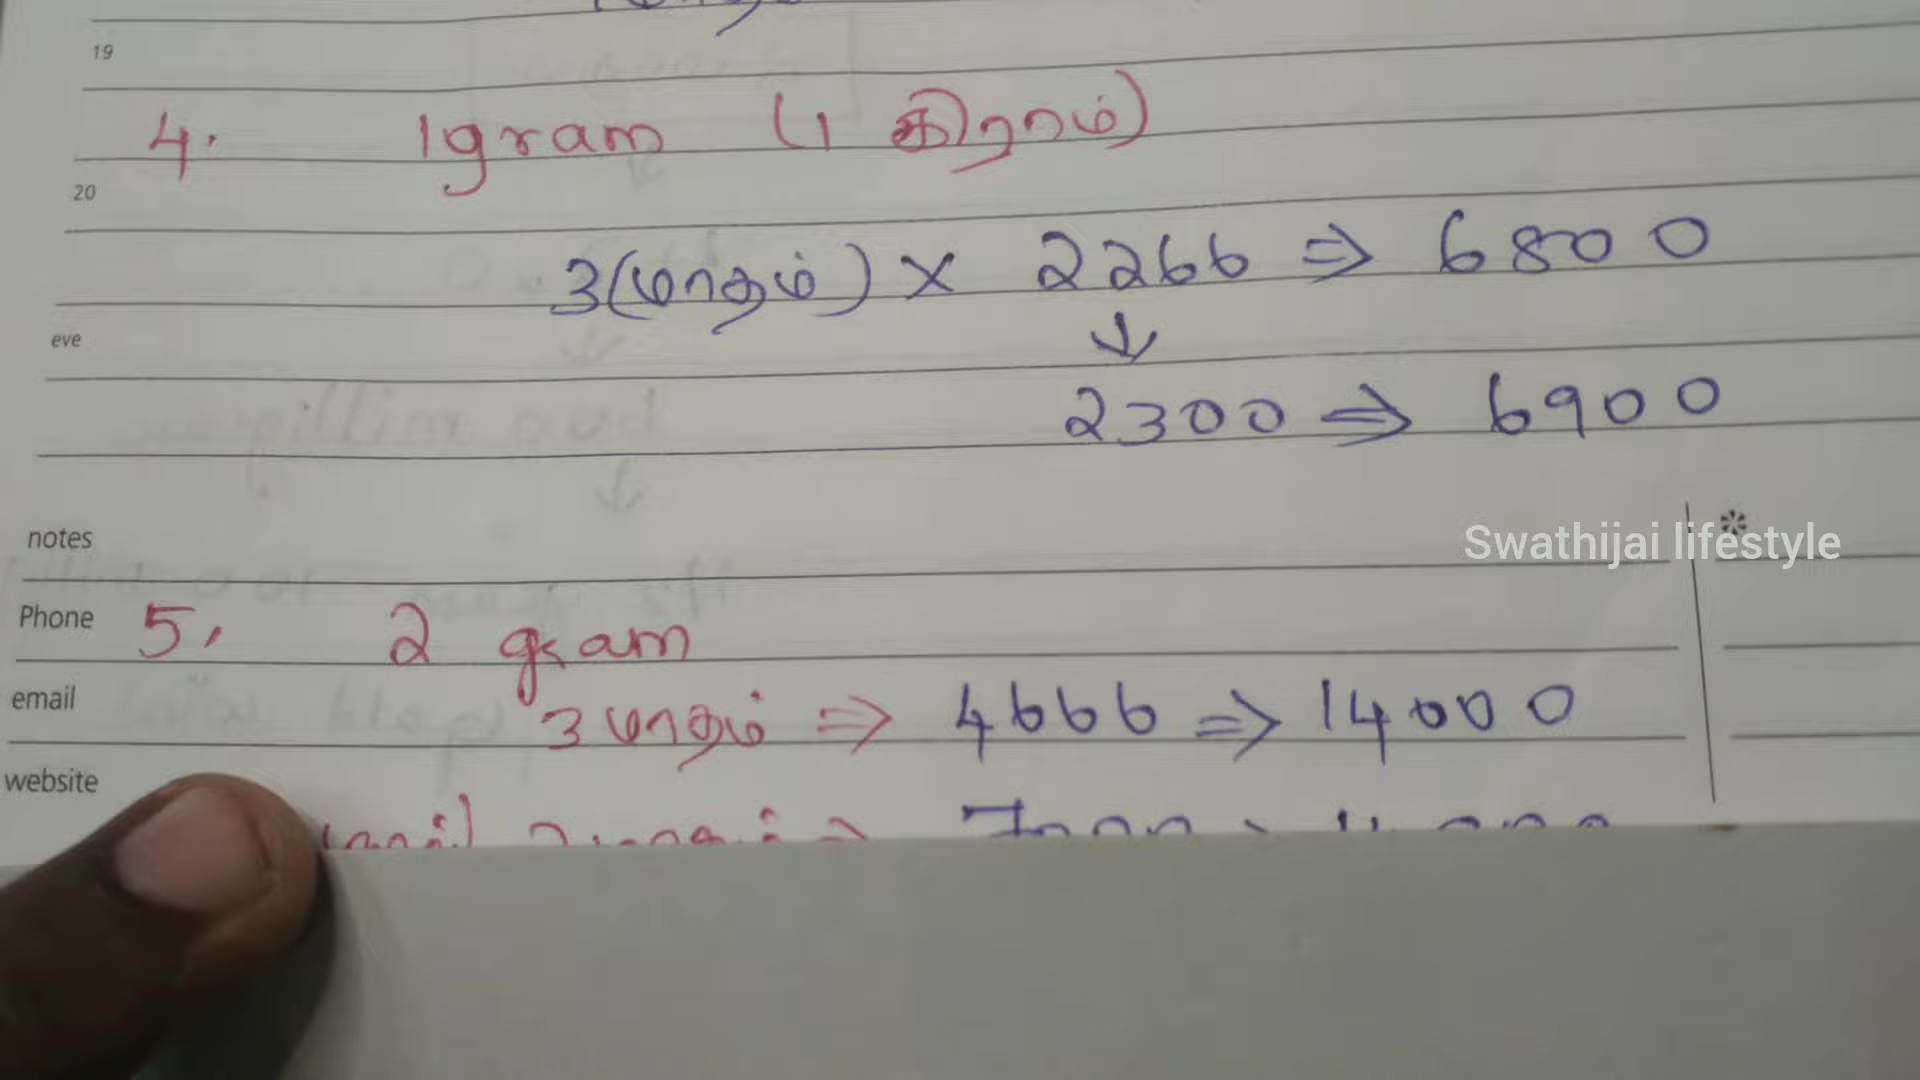 19
4. 1gram (1 கிராம்)
20
3(மாதம்) × 2266 ⇒ 6800
↓
eve
2300 ⇒ 6900
notes
Swathijai lifestyle
Phone 5, 2 gram
email 3 மாதம் ⇒ 4666 ⇒ 14000
website